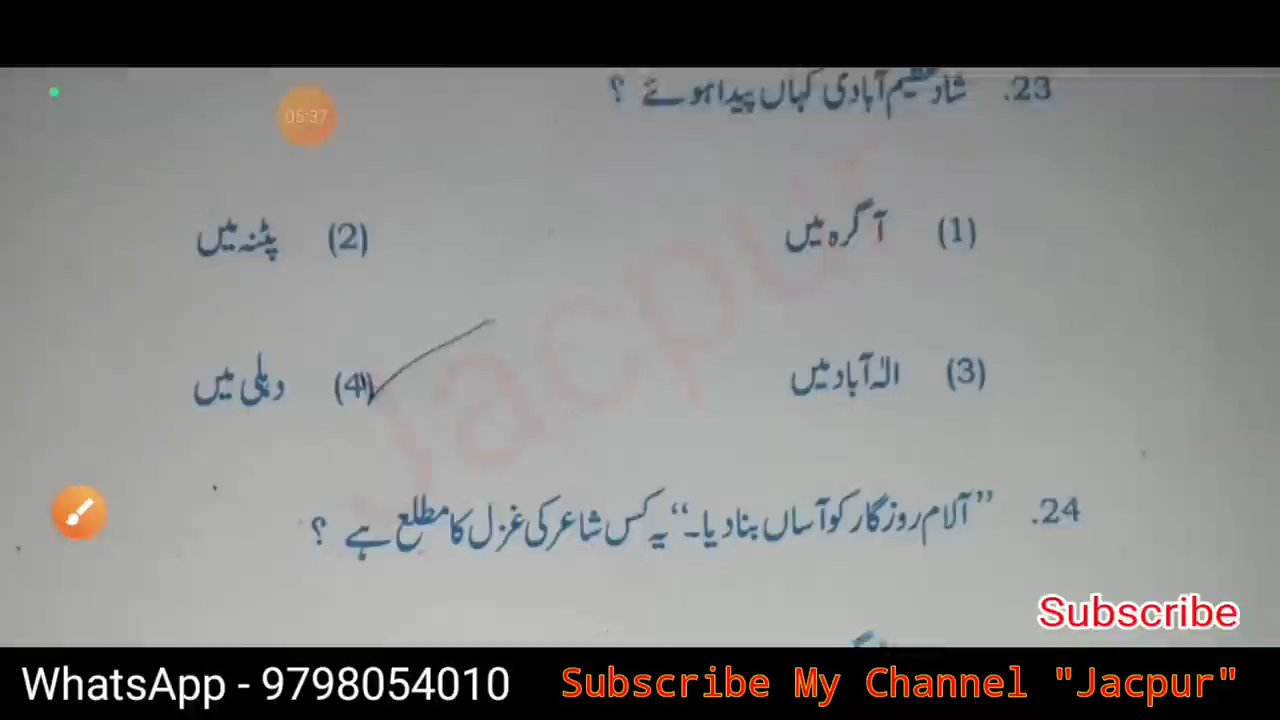 23. شاد عظیم آبادی کہاں پیدا ہوئے ؟
05:37
(1) آگرہ میں
(2) پٹنہ میں
(3) الٰہ آباد میں
(4) دہلی میں
Jacpur
24. ’’آلام روزگار کو آساں بنا دیا۔‘‘ یہ کس شاعر کی غزل کا مطلع ہے ؟
Subscribe
WhatsApp - 9798054010
Subscribe My Channel "Jacpur"